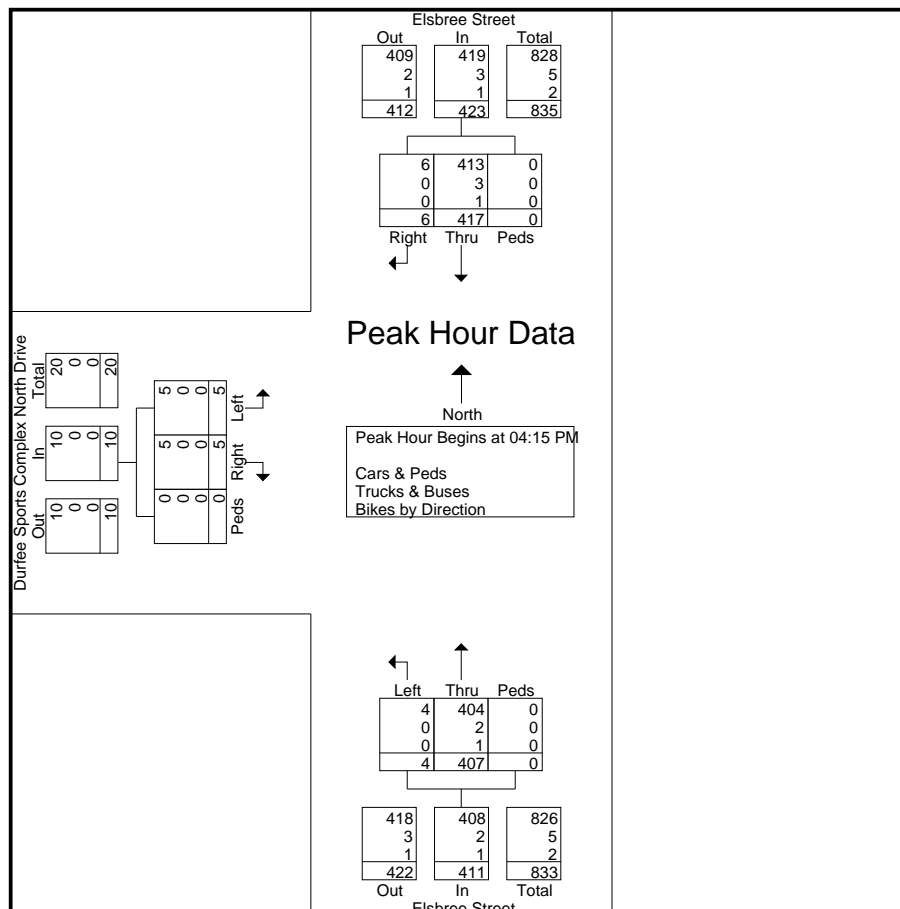 Elsbree Street
Out In Total
409 419 828
2 3 5
1 1 2
412 423 835
6 413 0
0 3 0
0 1 0
6 417 0
Right Thru Peds
Peak Hour Data
North
Peak Hour Begins at 04:15 PM
Cars & Peds
Trucks & Buses
Bikes by Direction
Durfee Sports Complex North Drive
Out In Total
10 10 20
0 0 0
0 0 0
10 10 20
0 5 5
0 0 0
0 0 0
0 5 5
Peds Right Left
Left Thru Peds
4 404 0
0 2 0
0 1 0
4 407 0
418 408 826
3 2 5
1 1 2
422 411 833
Out In Total
Elsbree Street